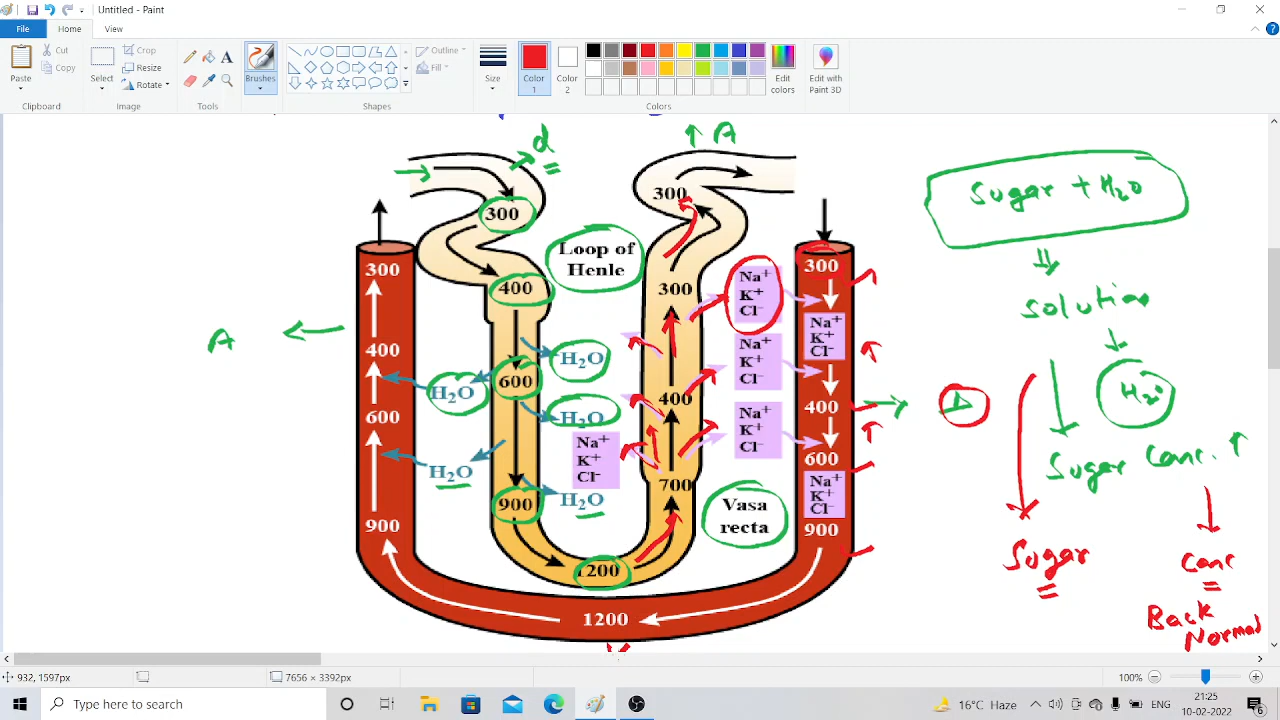 Untitled - Paint
File
Home
View
Paste
Cut
Copy
Clipboard
Select
Crop
Resize
Rotate
Image
Tools
Brushes
Outline
Fill
Shapes
Size
Color
1
Color
2
Edit
colors
Edit with
Paint 3D
Colors
d
A
300
Loop of
Henle
400
H₂O
600
H₂O
H₂O
Na⁺
K⁺
Cl⁻
H₂O
900
H₂O
1200
300
300
400
700
Na⁺
K⁺
Cl⁻
Na⁺
K⁺
Cl⁻
Na⁺
K⁺
Cl⁻
Vasa
recta
300
400
600
900
1200
A
300
Na⁺
K⁺
Cl⁻
400
600
Na⁺
K⁺
Cl⁻
900
Sugar + H₂O
Solution
H₂O
Sugar Conc.
Sugar
Conc
Back
Normal
932, 1597px
7656 × 3392px
100%
Type here to search
16°C Haze
ENG
21:25
10-02-2022
6